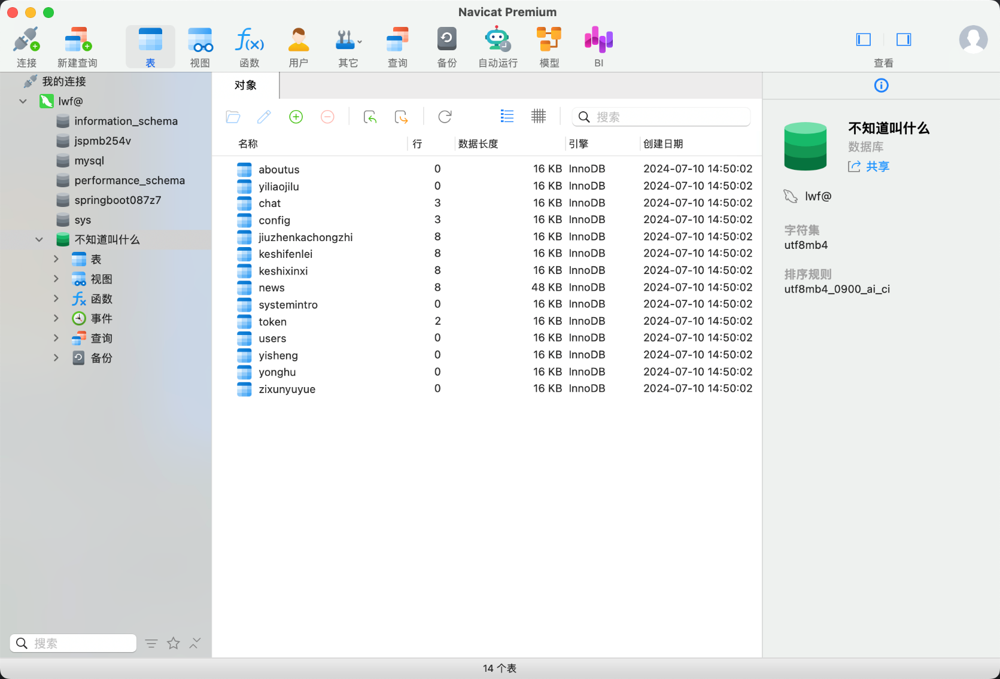 Navicat Premium
连接
新建查询
表
视图
函数
用户
其它
查询
备份
自动运行
模型
BI
查看
我的连接
lwf@
information_schema
jspmb254v
mysql
performance_schema
springboot087z7
sys
不知道叫什么
表
视图
函数
事件
查询
备份
搜索
对象
搜索
名称 行 数据长度 引擎 创建日期
aboutus 0 16 KB InnoDB 2024-07-10 14:50:02
yiliaojilu 0 16 KB InnoDB 2024-07-10 14:50:02
chat 3 16 KB InnoDB 2024-07-10 14:50:02
config 3 16 KB InnoDB 2024-07-10 14:50:02
jiuzhenkachongzhi 8 16 KB InnoDB 2024-07-10 14:50:02
keshifenlei 8 16 KB InnoDB 2024-07-10 14:50:02
keshixinxi 8 16 KB InnoDB 2024-07-10 14:50:02
news 8 48 KB InnoDB 2024-07-10 14:50:02
systemintro 0 16 KB InnoDB 2024-07-10 14:50:02
token 2 16 KB InnoDB 2024-07-10 14:50:02
users 0 16 KB InnoDB 2024-07-10 14:50:02
yisheng 0 16 KB InnoDB 2024-07-10 14:50:02
yonghu 0 16 KB InnoDB 2024-07-10 14:50:02
zixunyuyue 0 16 KB InnoDB 2024-07-10 14:50:02
不知道叫什么
数据库
共享
lwf@
字符集
utf8mb4
排序规则
utf8mb4_0900_ai_ci
14 个表